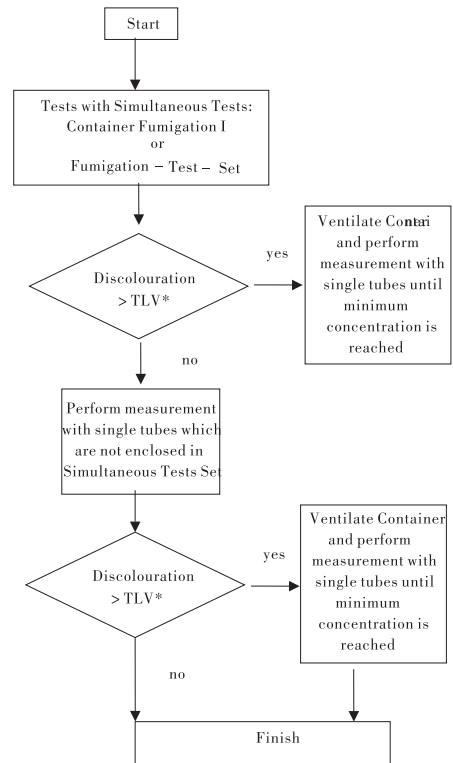 Start
Tests with Simultaneous Tests:
Container Fumigation I
or
Fumigation – Test – Set
Discolouration
> TLV*
yes
Ventilate
and perform
measurement with
single tubes until
minimum
concentration is
reached
no
Perform measurement
with single tubes which
are not enclosed in
Simultaneous Tests Set
Discolouration
> TLV*
yes
Ventilate Container
and perform
measurement with
single tubes until
minimum
concentration is
reached
no
Finish